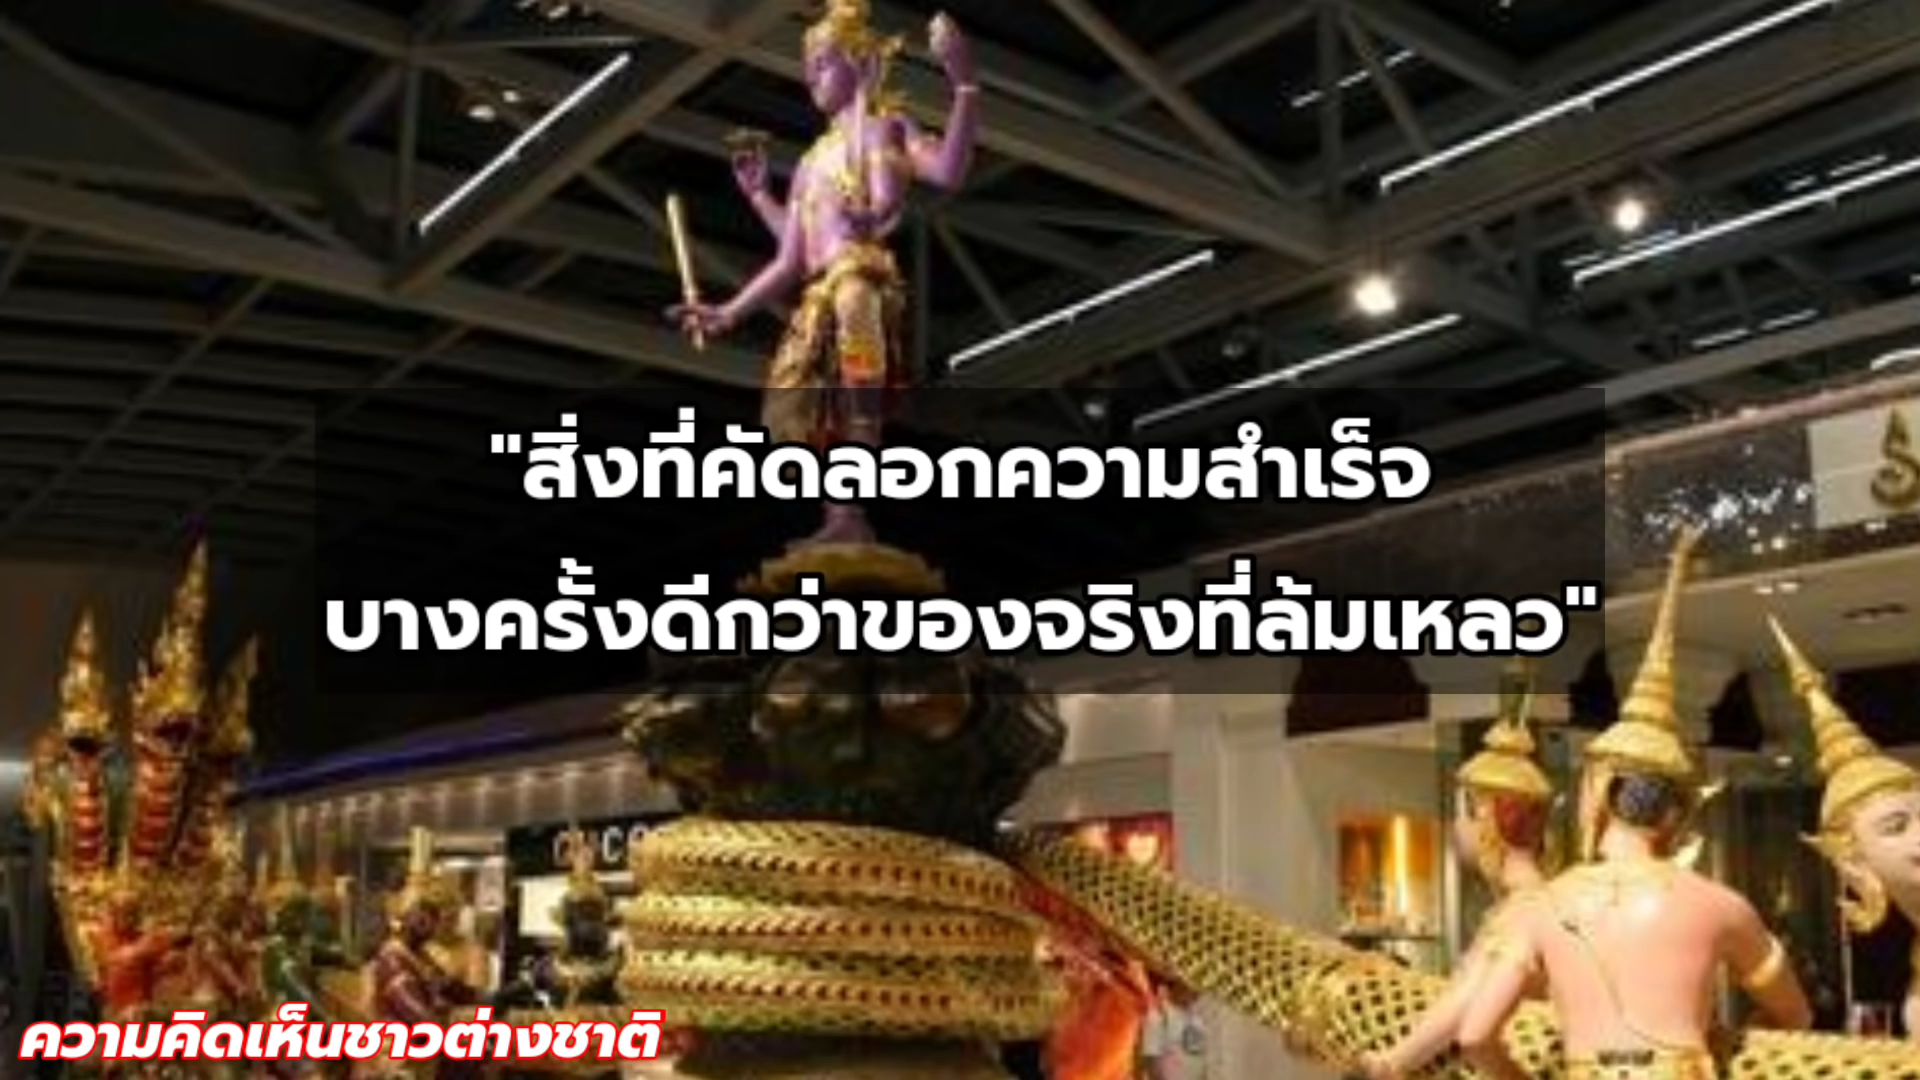 "สิ่งที่คัดลอกความสำเร็จ
บางครั้งดีกว่าของจริงที่ล้มเหลว"
ความคิดเห็นชาวต่างชาติ